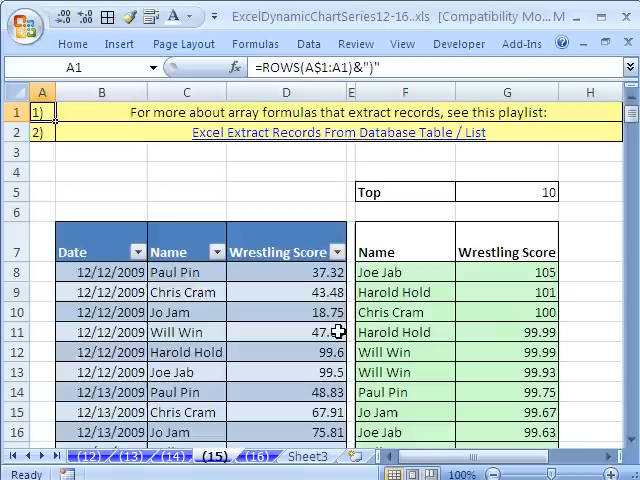 ExcelDynamicChartSeries12-16..xls [Compatibility Mo...
Home Insert Page Layout Formulas Data Review View Developer Add-Ins
A1 =ROWS(A$1:A1)&")"
A B C D E F G H
1 1) For more about array formulas that extract records, see this playlist:
2 2) Excel Extract Records From Database Table / List
3
4
5 Top 10
6
7 Date Name Wrestling Score Name Wrestling Score
8 12/12/2009 Paul Pin 37.32 Joe Jab 105
9 12/12/2009 Chris Cram 43.48 Harold Hold 101
10 12/12/2009 Jo Jam 18.75 Chris Cram 100
11 12/12/2009 Will Win 47. Harold Hold 99.99
12 12/12/2009 Harold Hold 99.6 Will Win 99.99
13 12/12/2009 Joe Jab 99.5 Will Win 99.93
14 12/13/2009 Paul Pin 48.83 Paul Pin 99.75
15 12/13/2009 Chris Cram 67.91 Jo Jam 99.67
16 12/13/2009 Jo Jam 75.81 Joe Jab 99.63
(12) (13) (14) (15) (16) Sheet3
Ready 100%